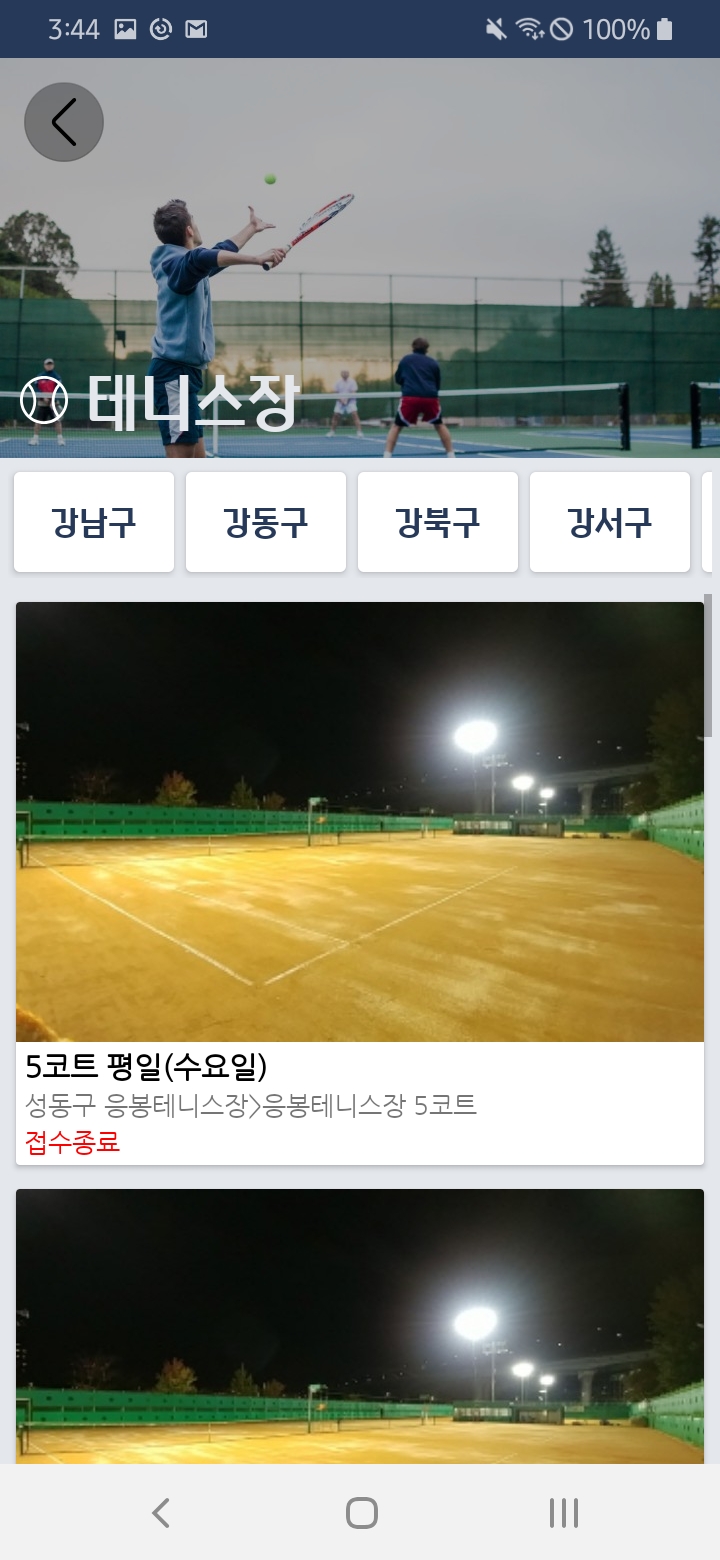 3:44 100%
테니스장
강남구 강동구 강북구 강서구
5코트 평일(수요일)
성동구 응봉테니스장>응봉테니스장 5코트
접수종료